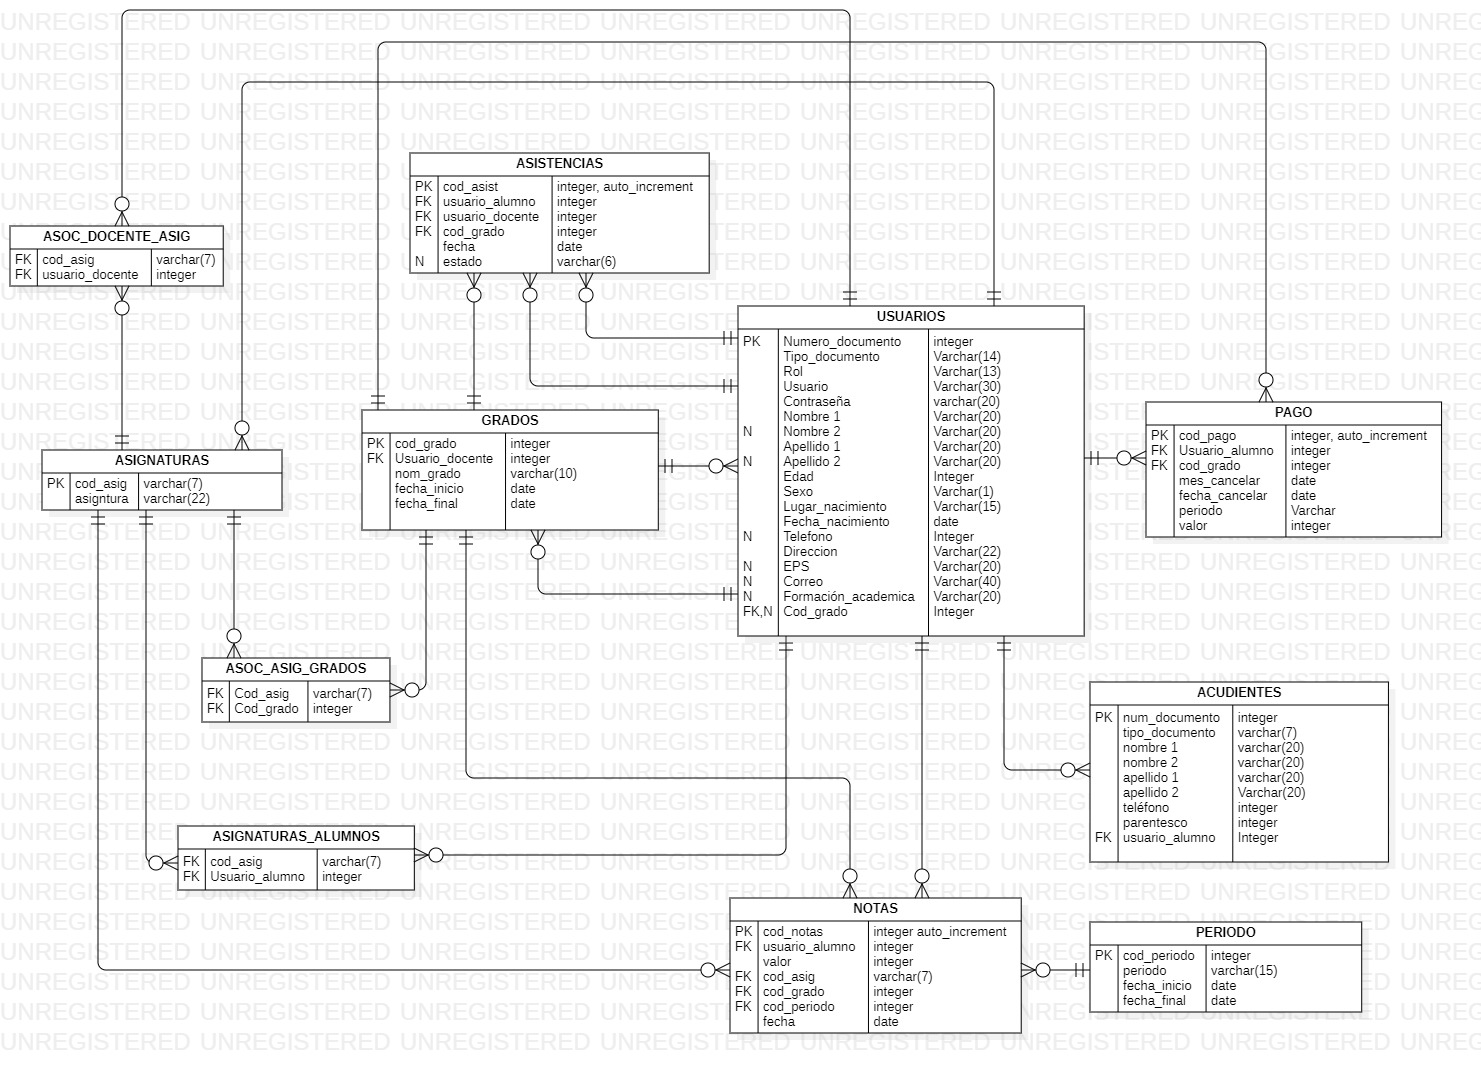 ASISTENCIAS
PK cod_asist integer, auto_increment
FK usuario_alumno integer
FK usuario_docente integer
FK cod_grado integer
fecha date
N estado varchar(6)
ASOC_DOCENTE_ASIG
FK cod_asig varchar(7)
FK usuario_docente integer
USUARIOS
PK Numero_documento integer
Tipo_documento Varchar(14)
Rol Varchar(13)
Usuario Varchar(30)
Contraseña varchar(20)
Nombre 1 Varchar(20)
N Nombre 2 Varchar(20)
Apellido 1 Varchar(20)
N Apellido 2 Varchar(20)
Edad Integer
Sexo Varchar(1)
Lugar_nacimiento Varchar(15)
Fecha_nacimiento date
N Telefono Integer
Direccion Varchar(22)
N EPS Varchar(20)
N Correo Varchar(40)
N Formación_academica Varchar(20)
FK,N Cod_grado Integer
GRADOS
PK cod_grado integer
FK Usuario_docente integer
nom_grado varchar(10)
fecha_inicio date
fecha_final date
PAGO
PK cod_pago integer, auto_increment
FK Usuario_alumno integer
FK cod_grado integer
mes_cancelar date
fecha_cancelar date
periodo Varchar
valor integer
ASIGNATURAS
PK cod_asig varchar(7)
asigntura varchar(22)
ASOC_ASIG_GRADOS
FK Cod_asig varchar(7)
FK Cod_grado integer
ACUDIENTES
PK num_documento integer
tipo_documento varchar(7)
nombre 1 varchar(20)
nombre 2 varchar(20)
apellido 1 varchar(20)
apellido 2 Varchar(20)
teléfono integer
parentesco integer
FK usuario_alumno Integer
ASIGNATURAS_ALUMNOS
FK cod_asig varchar(7)
FK Usuario_alumno integer
NOTAS
PK cod_notas integer auto_increment
FK usuario_alumno integer
valor integer
FK cod_asig varchar(7)
FK cod_grado integer
FK cod_periodo integer
fecha date
PERIODO
PK cod_periodo integer
periodo varchar(15)
fecha_inicio date
fecha_final date
UNREGISTERED